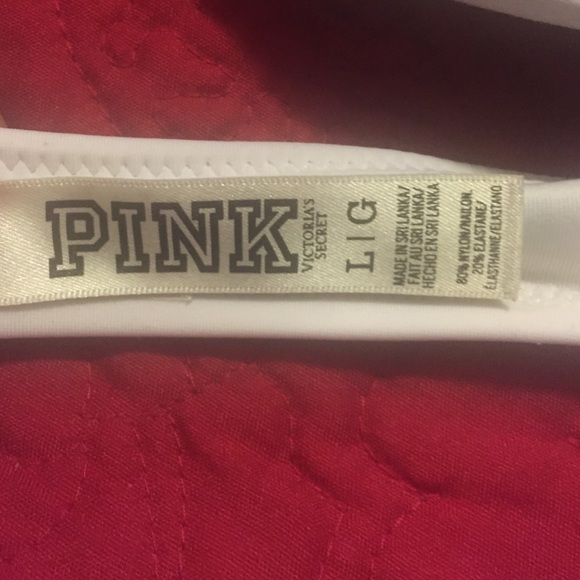 PINK
VICTORIA'S
SECRET
L|G
MADE IN SRI LANKA/
FAIT AU SRI LANKA/
HECHO EN SRI LANKA
80% NYLON/NAILON,
20% ELASTANE/
ÉLASTHANNE/ELASTANO